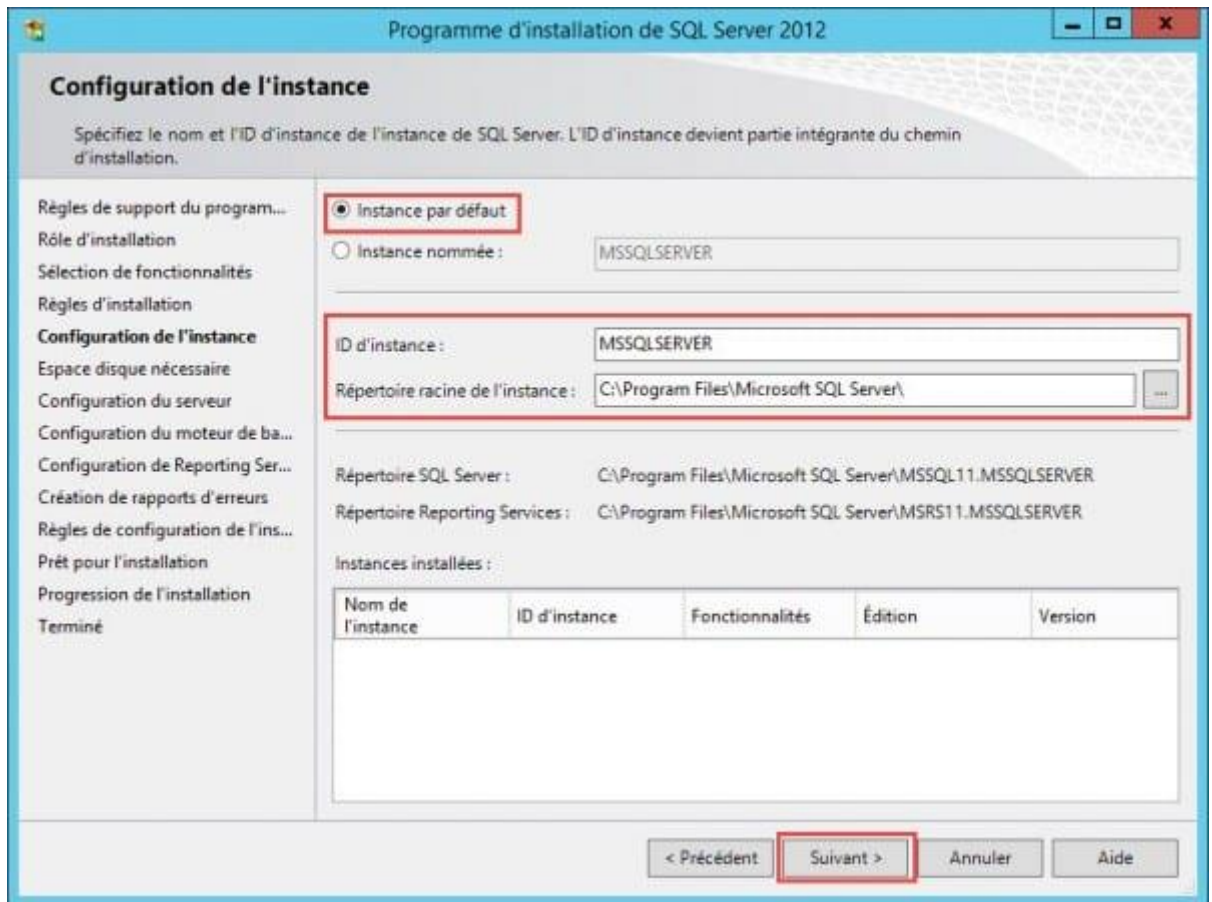 Programme d'installation de SQL Server 2012
Configuration de l'instance
Spécifiez le nom et l'ID d'instance de l'instance de SQL Server. L'ID d'instance devient partie intégrante du chemin
d'installation.
Règles de support du program...
Rôle d'installation
Sélection de fonctionnalités
Règles d'installation
Configuration de l'instance
Espace disque nécessaire
Configuration du serveur
Configuration du moteur de ba...
Configuration de Reporting Ser...
Création de rapports d'erreurs
Règles de configuration de l'ins...
Prêt pour l'installation
Progression de l'installation
Terminé
Instance par défaut
Instance nommée : MSSQLSERVER
ID d'instance : MSSQLSERVER
Répertoire racine de l'instance : C:\Program Files\Microsoft SQL Server\ ...
Répertoire SQL Server : C:\Program Files\Microsoft SQL Server\MSSQL11.MSSQLSERVER
Répertoire Reporting Services : C:\Program Files\Microsoft SQL Server\MSRS11.MSSQLSERVER
Instances installées :
Nom de
l'instance ID d'instance Fonctionnalités Édition Version
< Précédent Suivant > Annuler Aide